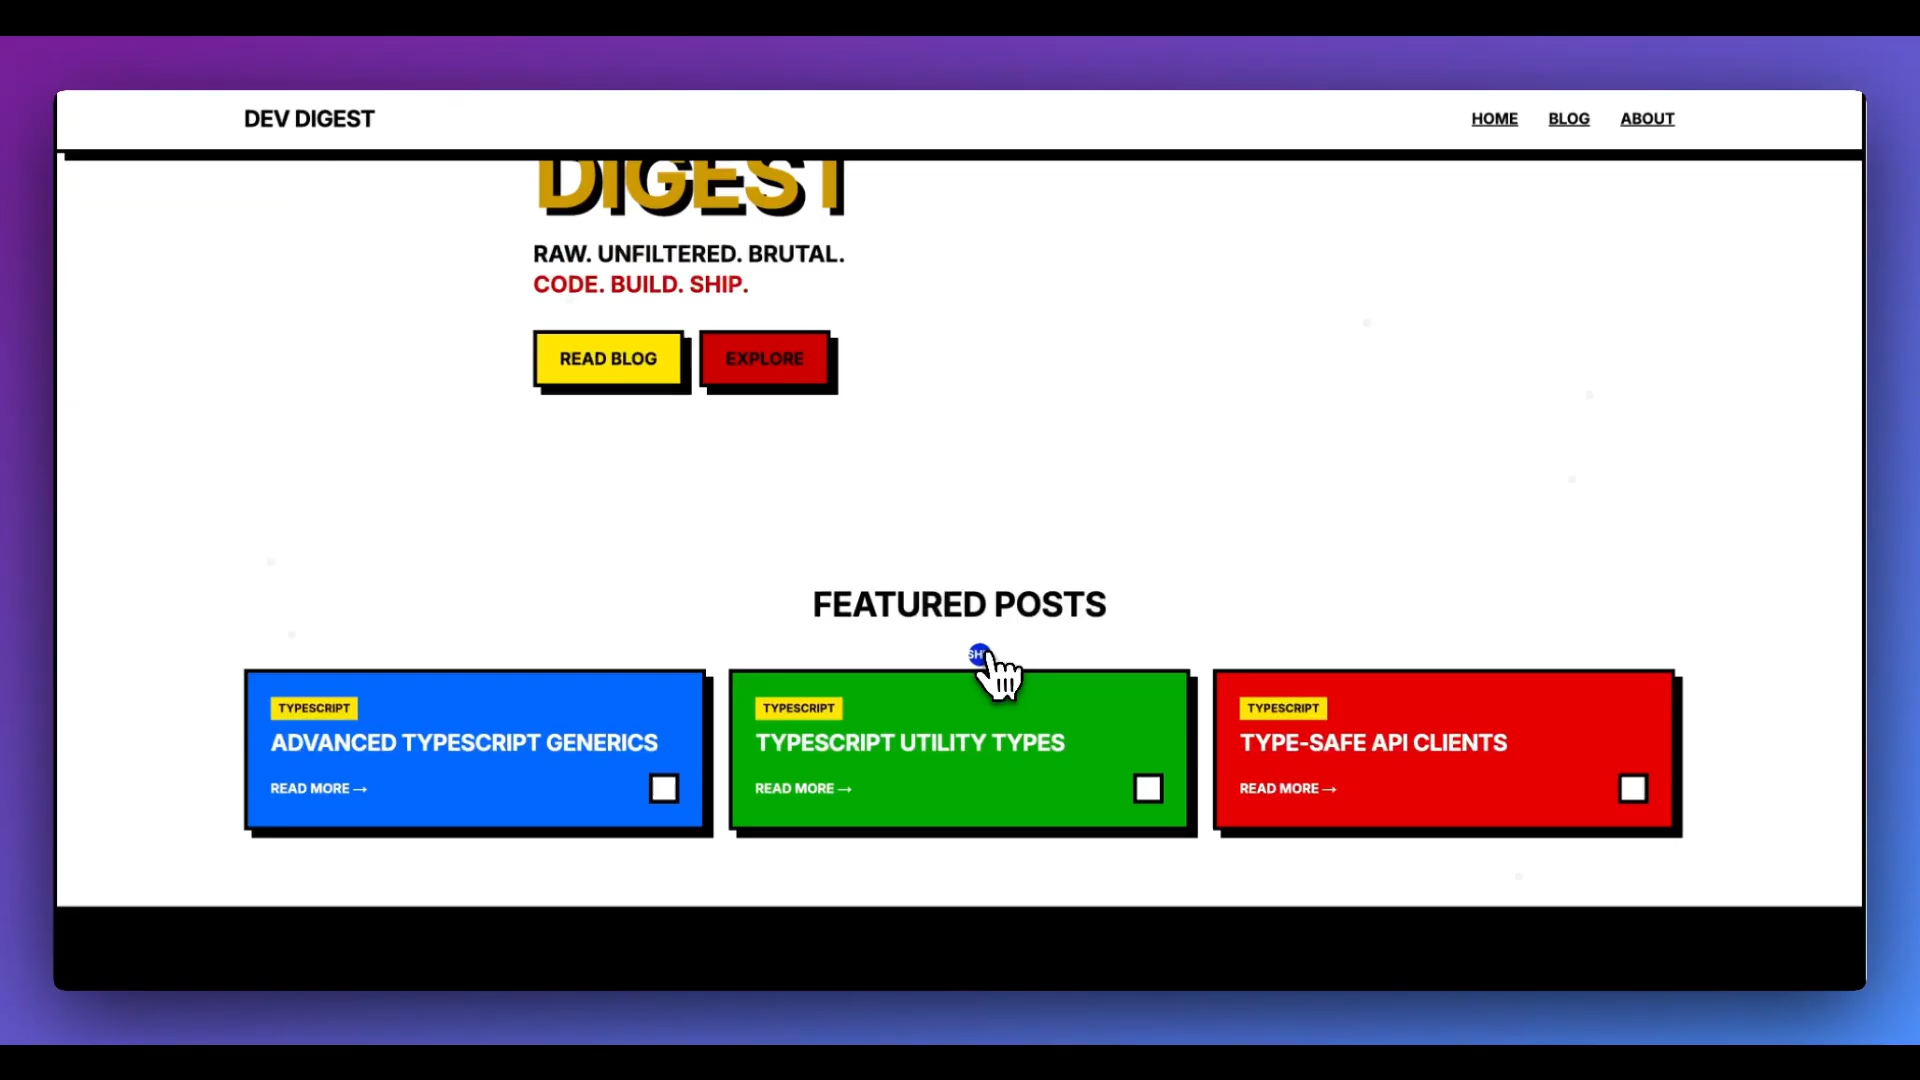 DEV DIGEST
HOME BLOG ABOUT
DIGEST
RAW. UNFILTERED. BRUTAL.
CODE. BUILD. SHIP.
READ BLOG
EXPLORE
FEATURED POSTS
TYPESCRIPT
ADVANCED TYPESCRIPT GENERICS
READ MORE →
TYPESCRIPT
TYPESCRIPT UTILITY TYPES
READ MORE →
TYPESCRIPT
TYPE-SAFE API CLIENTS
READ MORE →